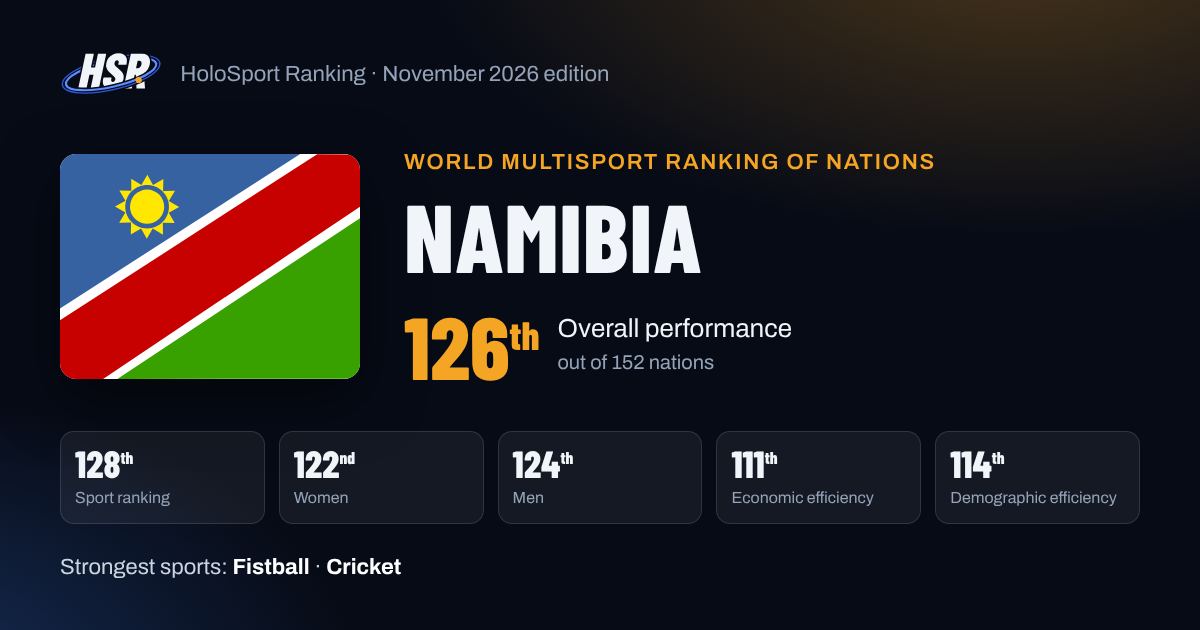 HSR HoloSport Ranking · November 2026 edition
WORLD MULTISPORT RANKING OF NATIONS
NAMIBIA
126th Overall performance
out of 152 nations
128th
Sport ranking
122nd
Women
124th
Men
111th
Economic efficiency
114th
Demographic efficiency
Strongest sports: Fistball · Cricket